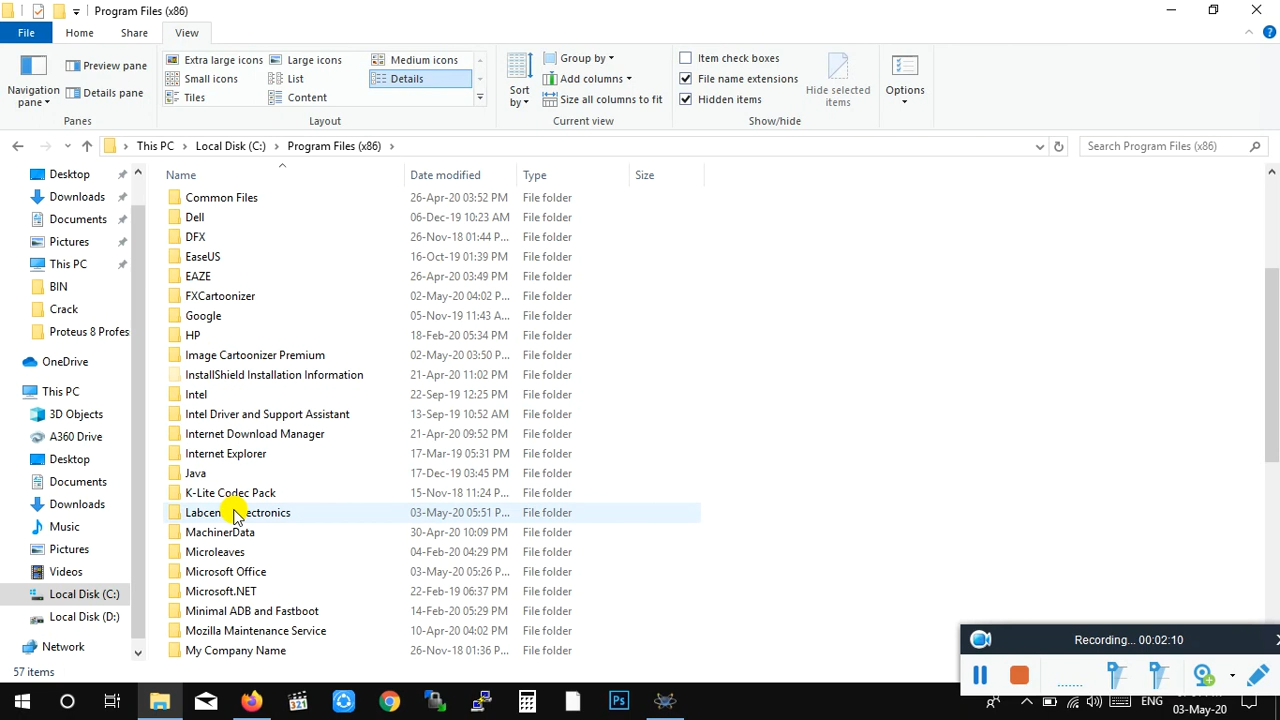 Program Files (x86)
File Home Share View
Navigation pane
Preview pane
Details pane
Panes
Extra large icons Large icons Medium icons
Small icons List Details
Tiles Content
Layout
Sort by
Group by
Add columns
Size all columns to fit
Current view
Item check boxes
File name extensions
Hidden items
Hide selected items
Show/hide
Options
This PC Local Disk (C:) Program Files (x86)
Search Program Files (x86)
Desktop
Downloads
Documents
Pictures
This PC
BIN
Crack
Proteus 8 Profes
OneDrive
This PC
3D Objects
A360 Drive
Desktop
Documents
Downloads
Music
Pictures
Videos
Local Disk (C:)
Local Disk (D:)
Network
Name Date modified Type Size
Common Files 26-Apr-20 03:52 PM File folder
Dell 06-Dec-19 10:23 AM File folder
DFX 26-Nov-18 01:44 P... File folder
EaseUS 16-Oct-19 01:39 PM File folder
EAZE 26-Apr-20 03:49 PM File folder
FXCartoonizer 02-May-20 04:02 P... File folder
Google 05-Nov-19 11:43 A... File folder
HP 18-Feb-20 05:34 PM File folder
Image Cartoonizer Premium 02-May-20 03:50 P... File folder
InstallShield Installation Information 21-Apr-20 11:02 PM File folder
Intel 22-Sep-19 12:25 PM File folder
Intel Driver and Support Assistant 13-Sep-19 10:52 AM File folder
Internet Download Manager 21-Apr-20 09:52 PM File folder
Internet Explorer 17-Mar-19 05:31 PM File folder
Java 17-Dec-19 03:45 PM File folder
K-Lite Codec Pack 15-Nov-18 11:24 P... File folder
03-May-20 05:51 P... File folder
MachinerData 30-Apr-20 10:09 PM File folder
Microleaves 04-Feb-20 04:29 PM File folder
Microsoft Office 03-May-20 05:26 P... File folder
Microsoft.NET 22-Feb-19 06:37 PM File folder
Minimal ADB and Fastboot 14-Feb-20 05:29 PM File folder
Mozilla Maintenance Service 10-Apr-20 04:02 PM File folder
My Company Name 26-Nov-18 01:36 P... File folder
57 items
Recording... 00:02:10
321
Ps
ENG
03-May-20